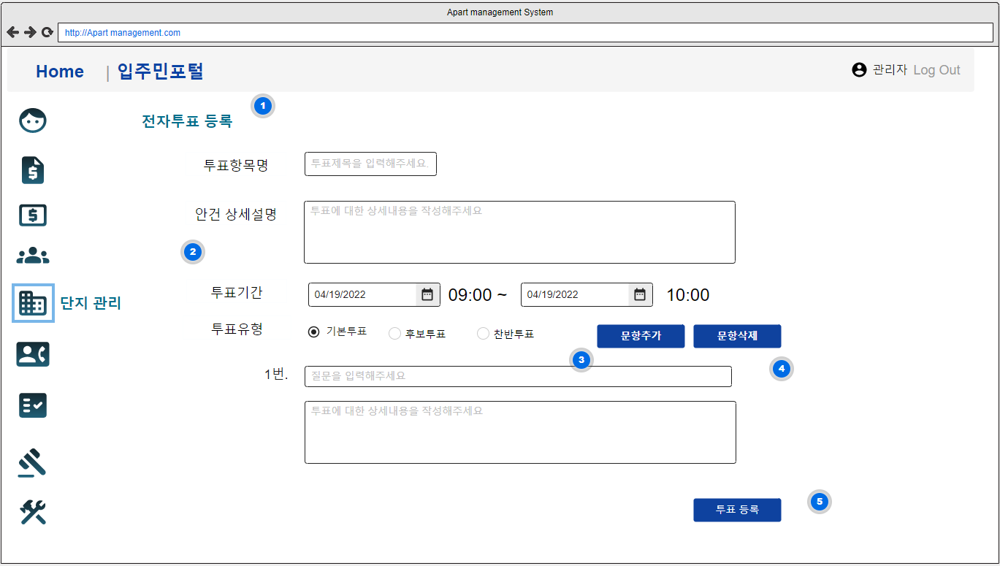 Apart management System
http://Apart management.com
Home | 입주민포털
관리자 Log Out
1
전자투표 등록
투표항목명 투표제목을 입력해주세요.
안건 상세설명 투표에 대한 상세내용을 작성해주세요
2
투표기간 04/19/2022 09:00 ~ 04/19/2022 10:00
단지 관리
투표유형 기본투표 후보투표 찬반투표 문항추가 문항삭제
3
4
1번. 질문을 입력해주세요
투표에 대한 상세내용을 작성해주세요
투표 등록
5